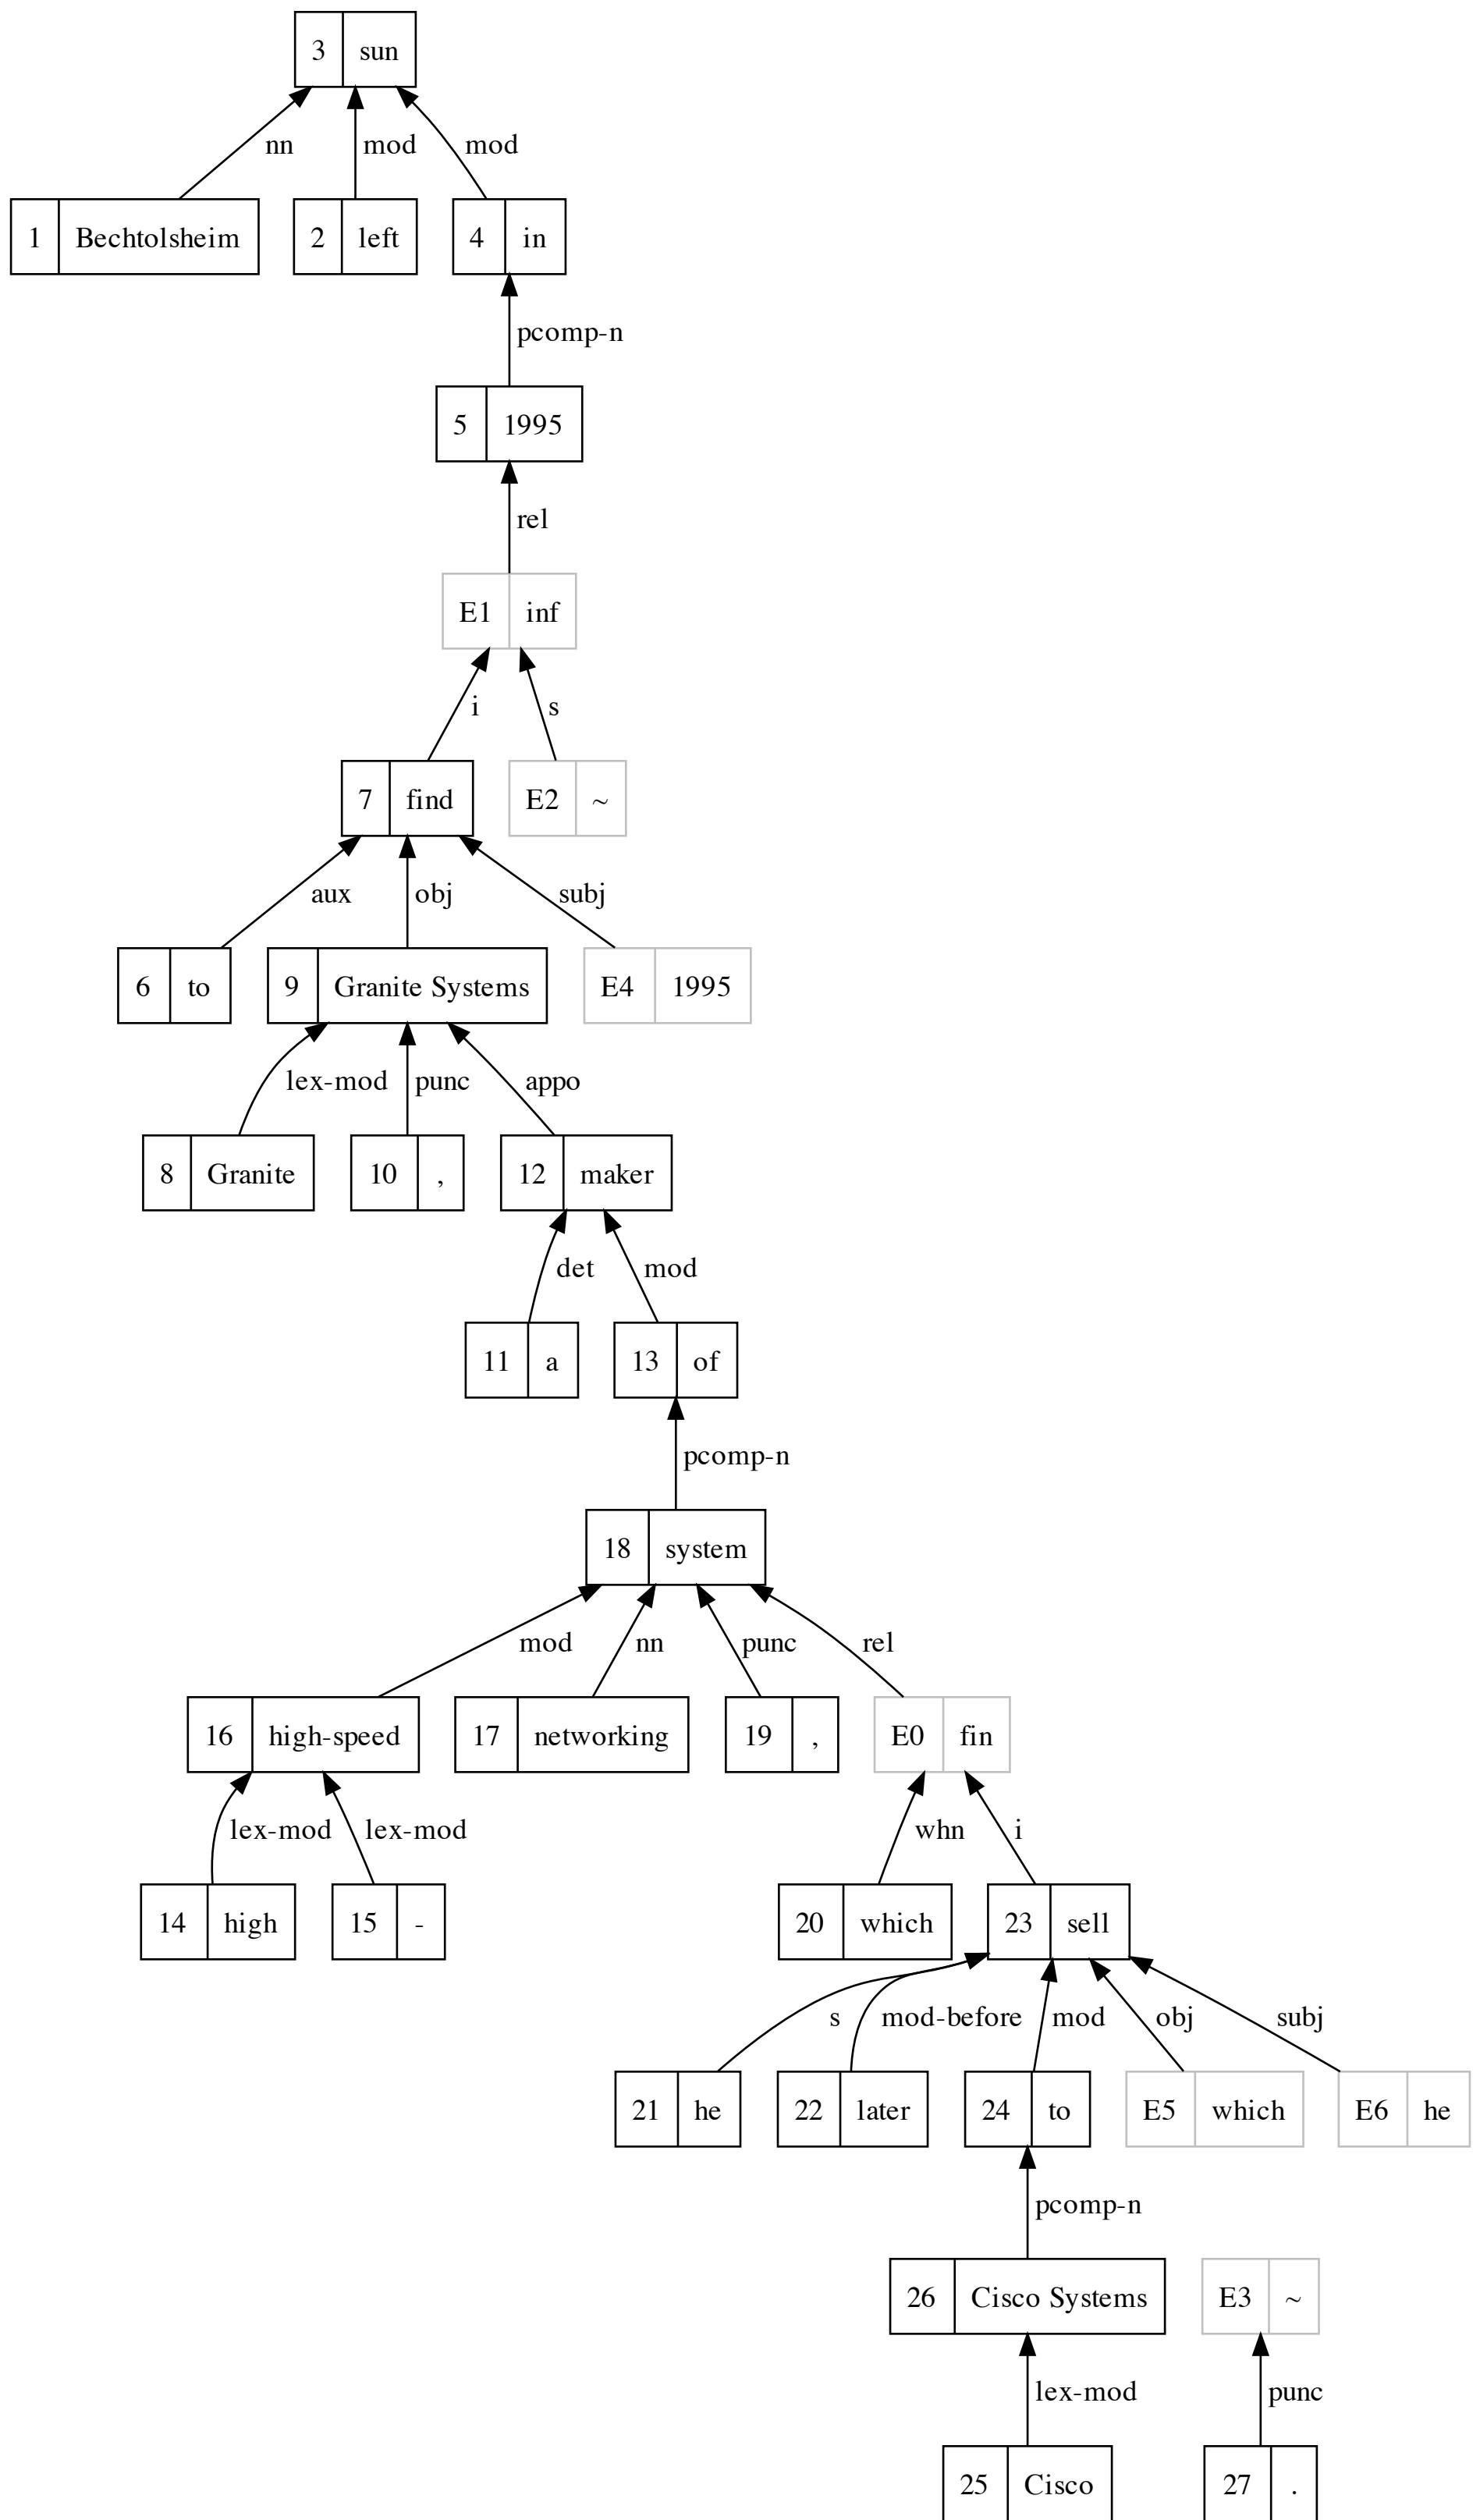 3 sun
nn mod mod
1 Bechtolsheim 2 left 4 in
pcomp-n
5 1995
rel
E1 inf
i s
7 find E2 ~
aux obj subj
6 to 9 Granite Systems E4 1995
lex-mod punc appo
8 Granite 10 , 12 maker
det mod
11 a 13 of
pcomp-n
18 system
mod nn punc rel
16 high-speed 17 networking 19 , E0 fin
lex-mod lex-mod whn i
14 high 15 - 20 which 23 sell
s mod-before mod obj subj
21 he 22 later 24 to E5 which E6 he
pcomp-n
26 Cisco Systems E3 ~
lex-mod punc
25 Cisco 27 .